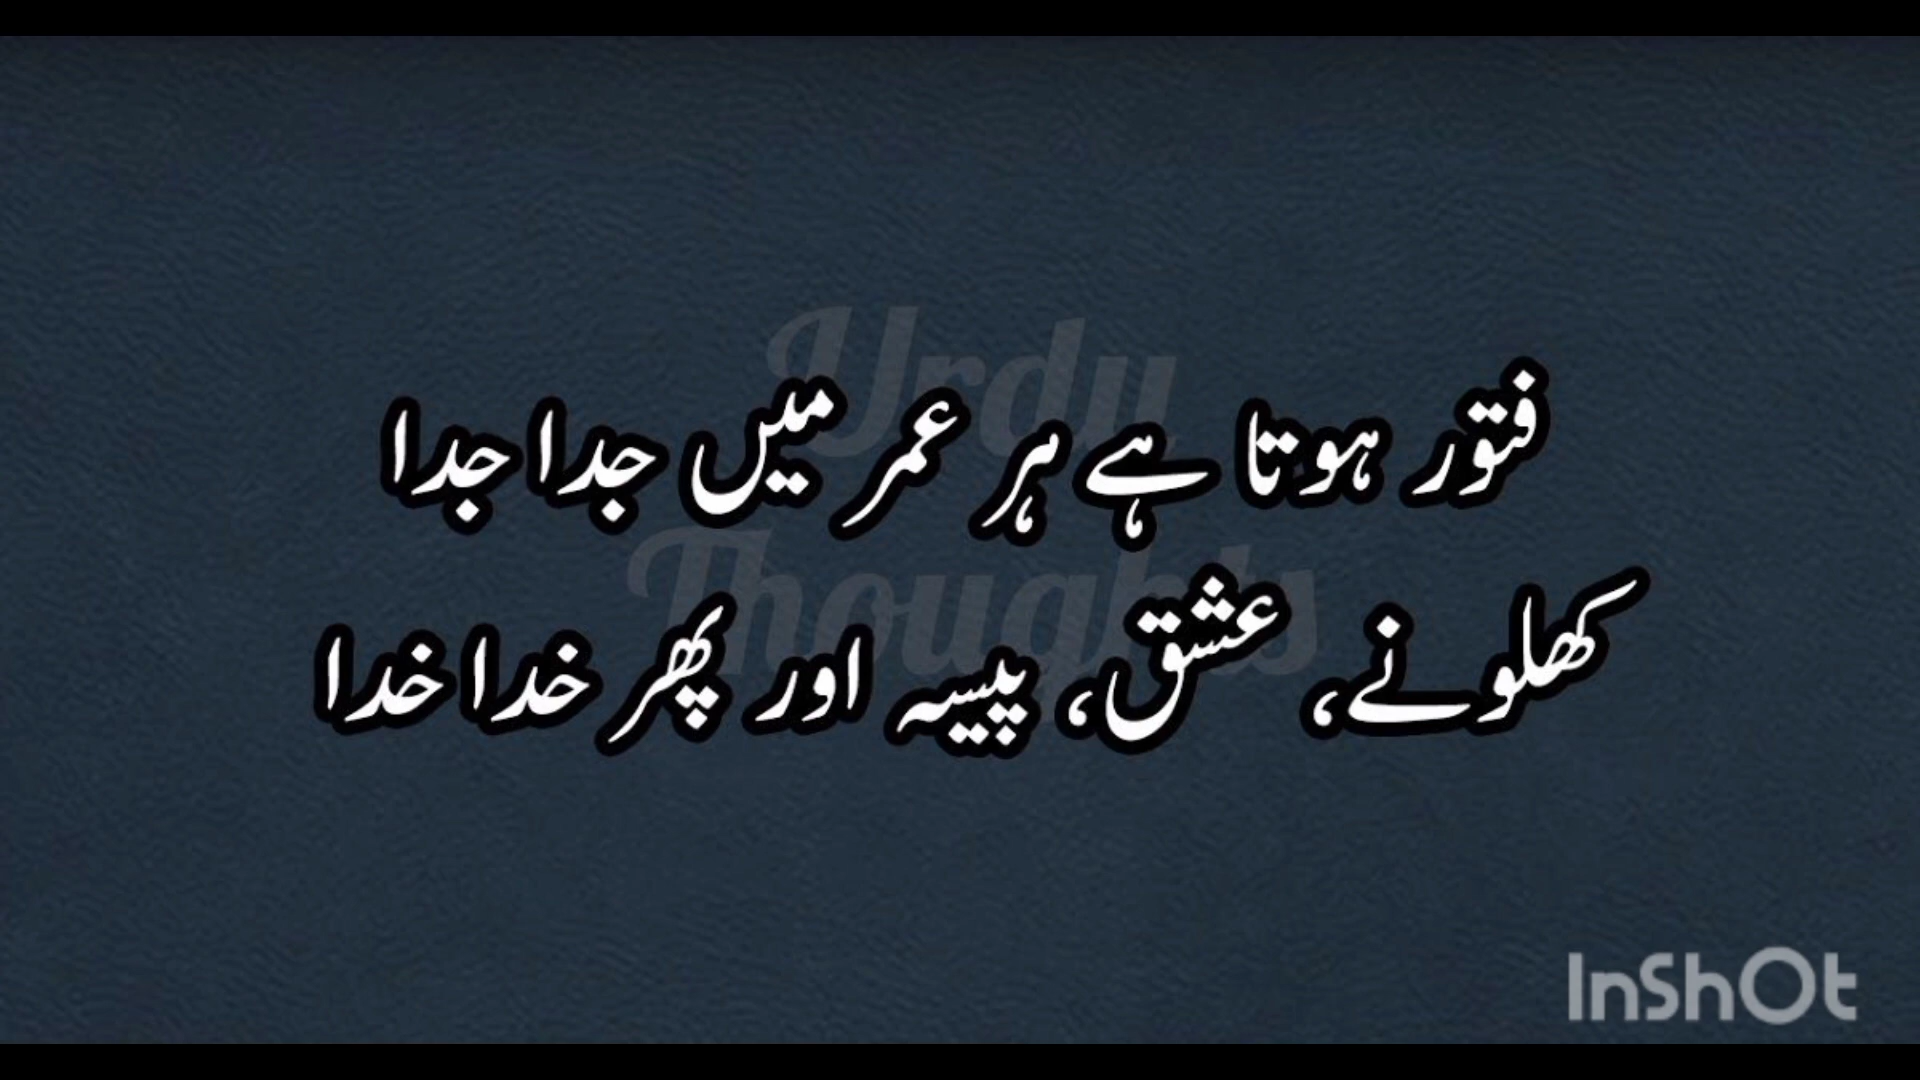 Urdu
Thoughts
فتور ہوتا ہے ہر عمر میں جدا جدا
کھلونے، عشق، پیسہ اور پھر خدا خدا
InShOt